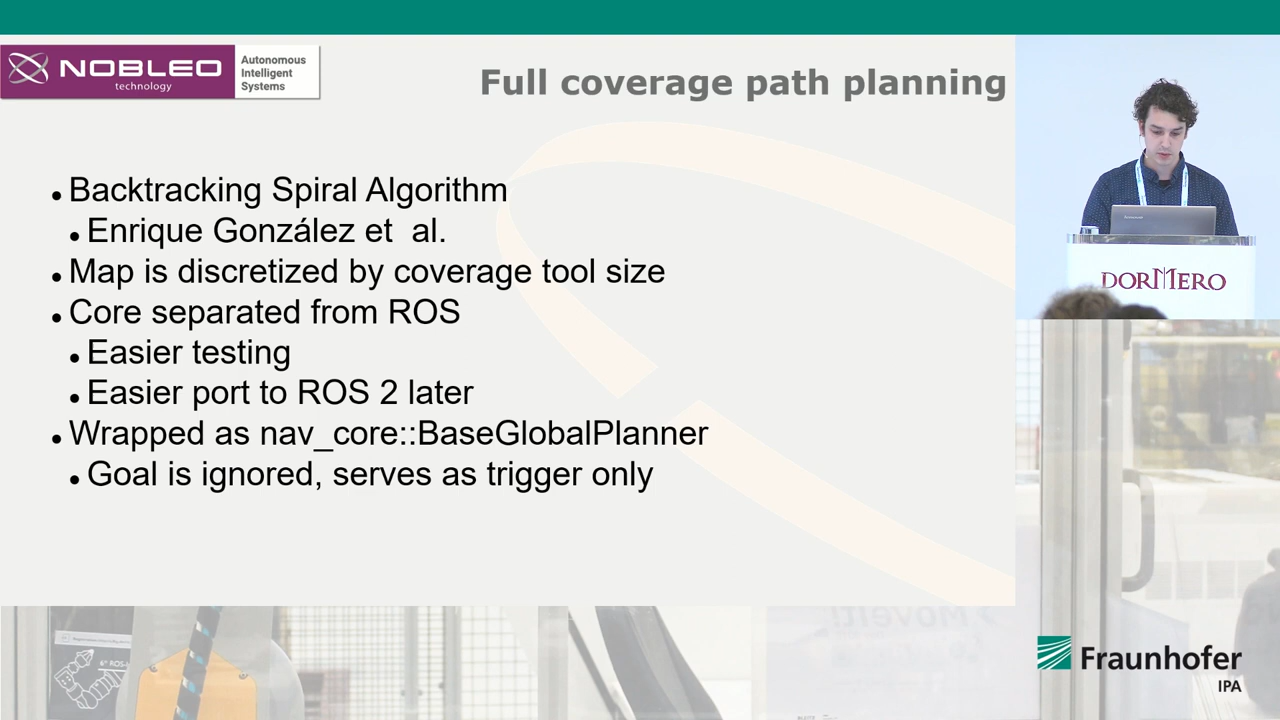 NOBLEO
technology
Autonomous
Intelligent
Systems
Full coverage path planning
Backtracking Spiral Algorithm
Enrique González et al.
Map is discretized by coverage tool size
Core separated from ROS
Easier testing
Easier port to ROS 2 later
Wrapped as nav_core::BaseGlobalPlanner
Goal is ignored, serves as trigger only
DORMERO
MoveIt!
Fraunhofer
IPA